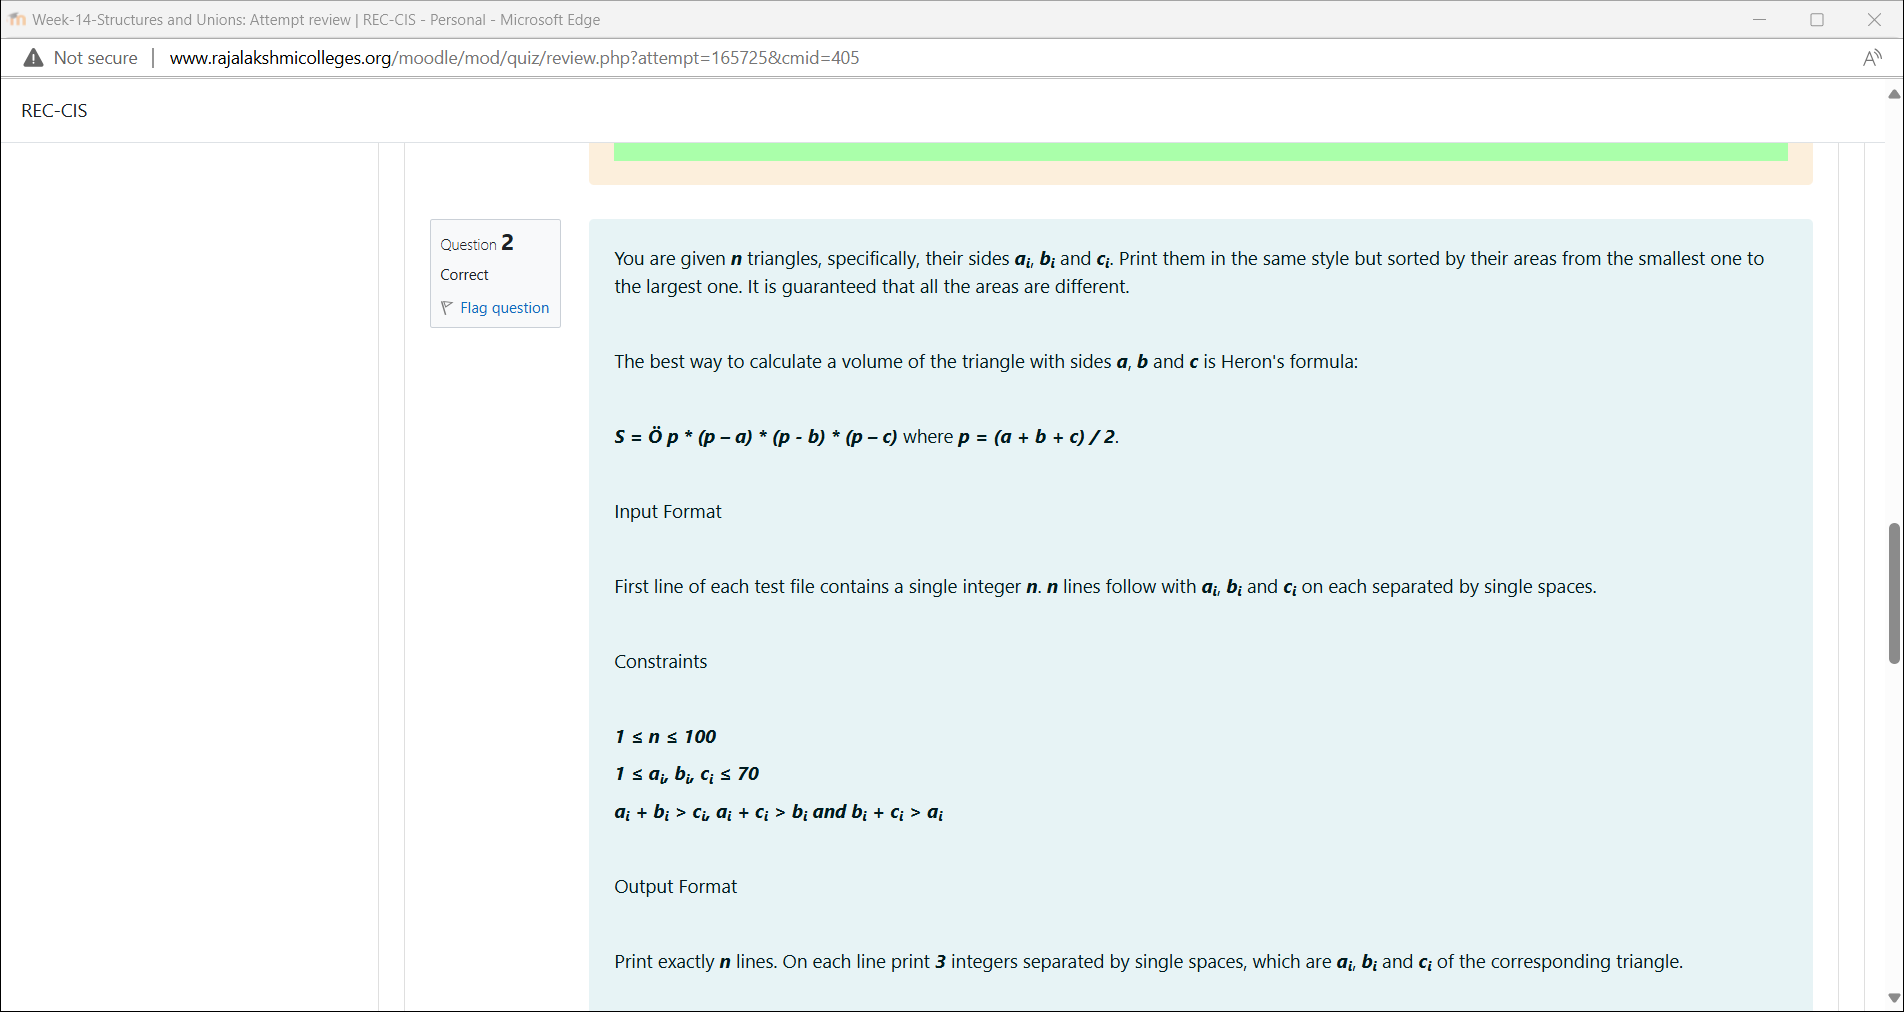 Week-14-Structures and Unions: Attempt review | REC-CIS - Personal - Microsoft Edge
Not secure | www.rajalakshmicolleges.org/moodle/mod/quiz/review.php?attempt=165725&cmid=405
REC-CIS
Question 2
Correct
Flag question
You are given n triangles, specifically, their sides ai, bi and ci. Print them in the same style but sorted by their areas from the smallest one to
the largest one. It is guaranteed that all the areas are different.
The best way to calculate a volume of the triangle with sides a, b and c is Heron's formula:
S = Ö p * (p – a) * (p - b) * (p – c) where p = (a + b + c) / 2.
Input Format
First line of each test file contains a single integer n. n lines follow with ai, bi and ci on each separated by single spaces.
Constraints
1 ≤ n ≤ 100
1 ≤ ai, bi, ci ≤ 70
ai + bi > ci, ai + ci > bi and bi + ci > ai
Output Format
Print exactly n lines. On each line print 3 integers separated by single spaces, which are ai, bi and ci of the corresponding triangle.